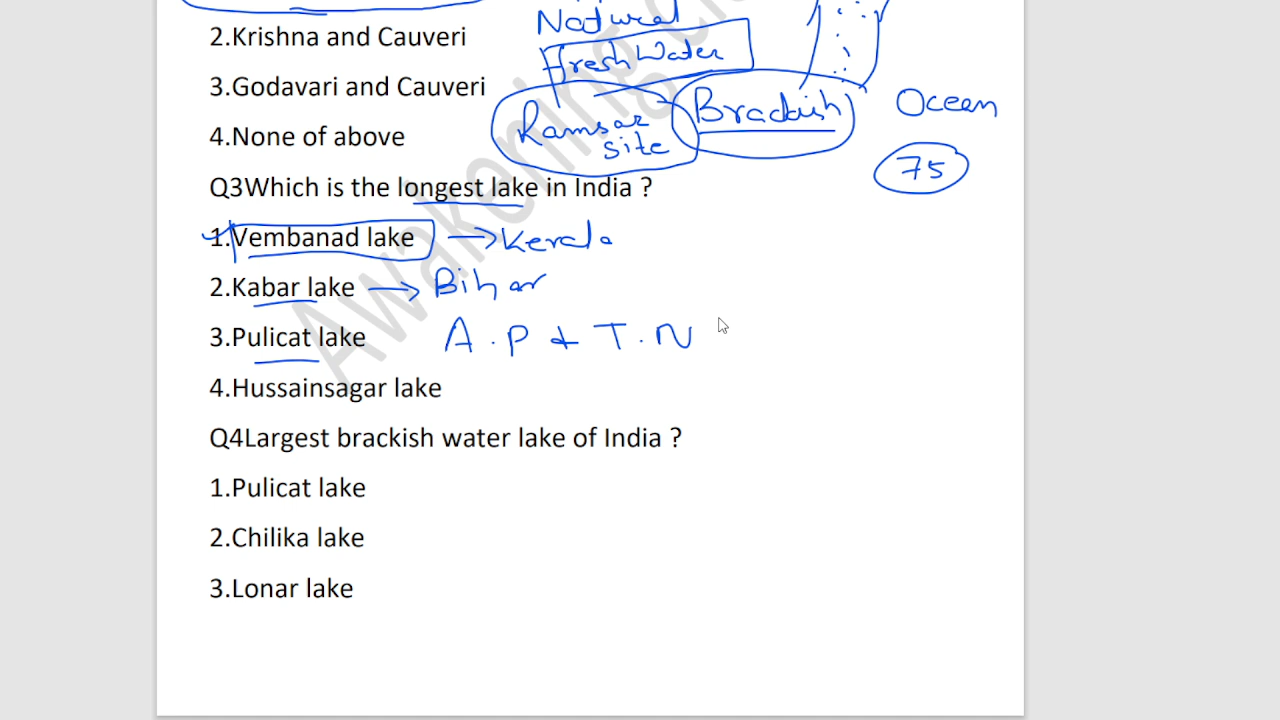 Natural
2.Krishna and Cauveri
Fresh Water
3.Godavari and Cauveri
Brackish
Ocean
Ramsar
site
4.None of above
75
Q3Which is the longest lake in India ?
1.Vembanad lake → Kerala
2.Kabar lake → Bihar
3.Pulicat lake A.P & T.N
4.Hussainsagar lake
Q4Largest brackish water lake of India ?
1.Pulicat lake
2.Chilika lake
3.Lonar lake
Awakening